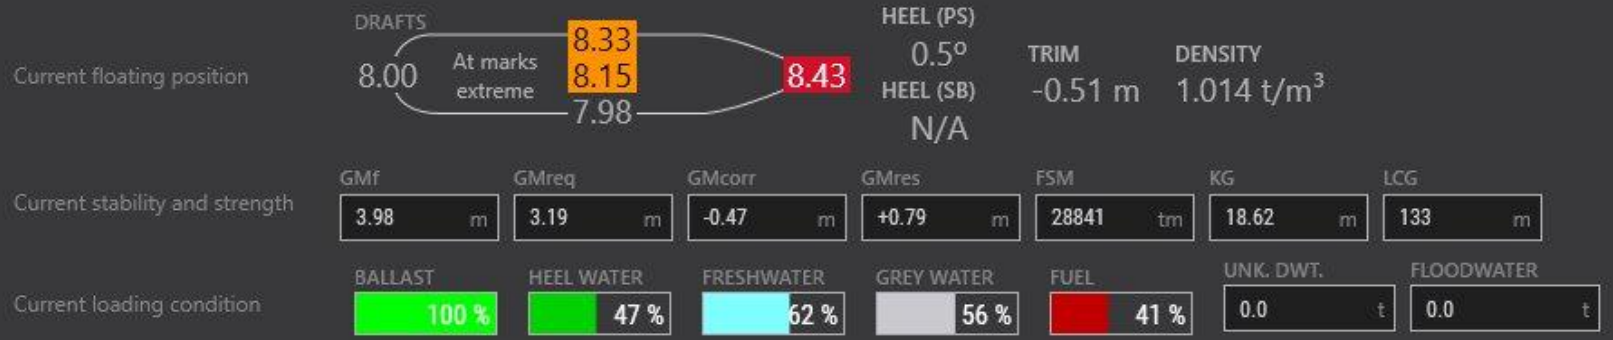 Current floating position
DRAFTS
8.00
At marks
extreme
8.33
8.15
7.98
8.43
HEEL (PS)
0.5º
HEEL (SB)
N/A
TRIM
-0.51 m
DENSITY
1.014 t/m³
Current stability and strength
GMf
3.98 m
GMreq
3.19 m
GMcorr
-0.47 m
GMres
+0.79 m
FSM
28841 tm
KG
18.62 m
LCG
133 m
Current loading condition
BALLAST
100 %
HEEL WATER
47 %
FRESHWATER
62 %
GREY WATER
56 %
FUEL
41 %
UNK. DWT.
0.0 t
FLOODWATER
0.0 t